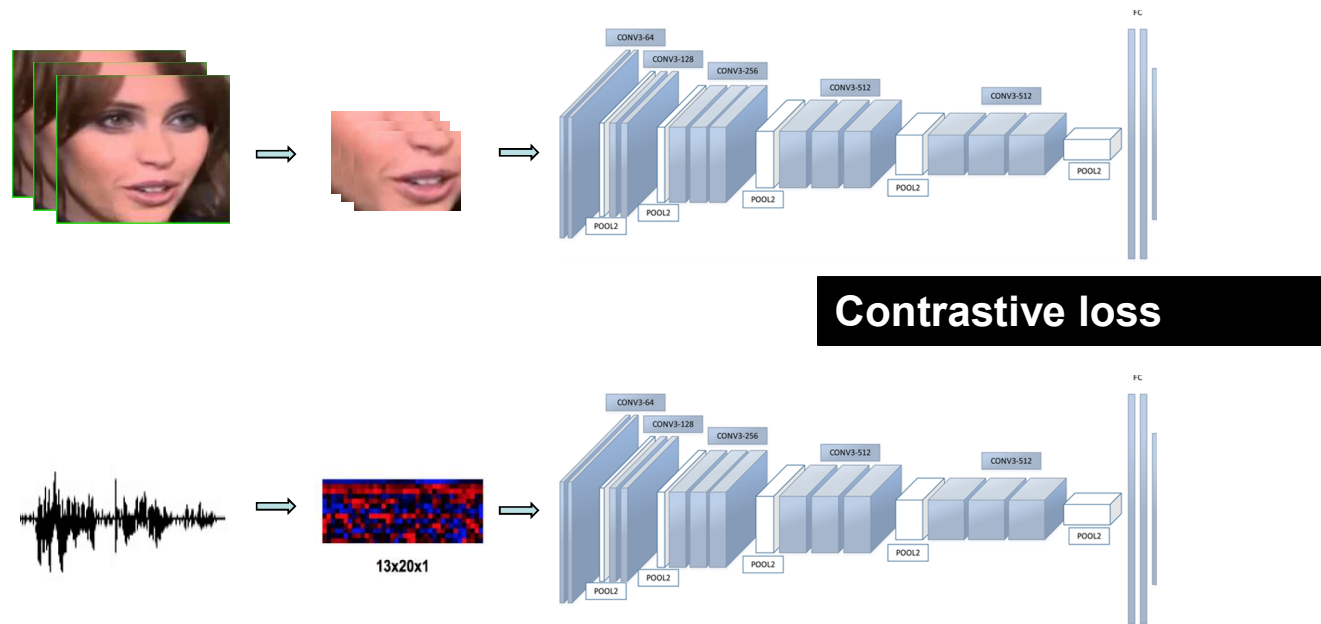 FC
CONV3-64
CONV3-128
CONV3-256
CONV3-512
CONV3-512
POOL2
POOL2
POOL2
POOL2
POOL2
Contrastive loss
FC
CONV3-64
CONV3-128
CONV3-256
CONV3-512
CONV3-512
POOL2
POOL2
POOL2
POOL2
POOL2
13x20x1